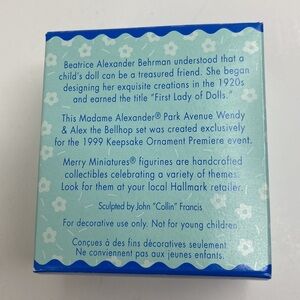 Beatrice Alexander Behrman understood that a
child's doll can be a treasured friend. She began
designing her exquisite creations in the 1920s
and earned the title "First Lady of Dolls."
This Madame Alexander® Park Avenue Wendy
& Alex the Bellhop set was created exclusively
for the 1999 Keepsake Ornament Premiere event.
Merry Miniatures® figurines are handcrafted
collectibles celebrating a variety of themes.
Look for them at your local Hallmark retailer.
Sculpted by John "Collin" Francis
For decorative use only. Not for young children.
Conçues à des fins décoratives seulement.
Ne conviennent pas aux jeunes enfants.